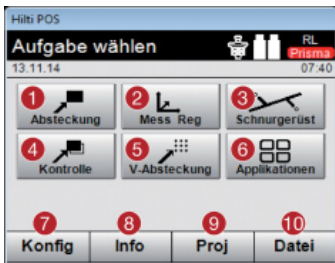 Hilti POS
Aufgabe wählen
RL
Prisma
13.11.14
07:40
1
2
3
Absteckung
Mess Reg
Schnurgerüst
4
5
6
Kontrolle
V-Absteckung
Applikationen
7
8
9
10
Konfig
Info
Proj
Datei